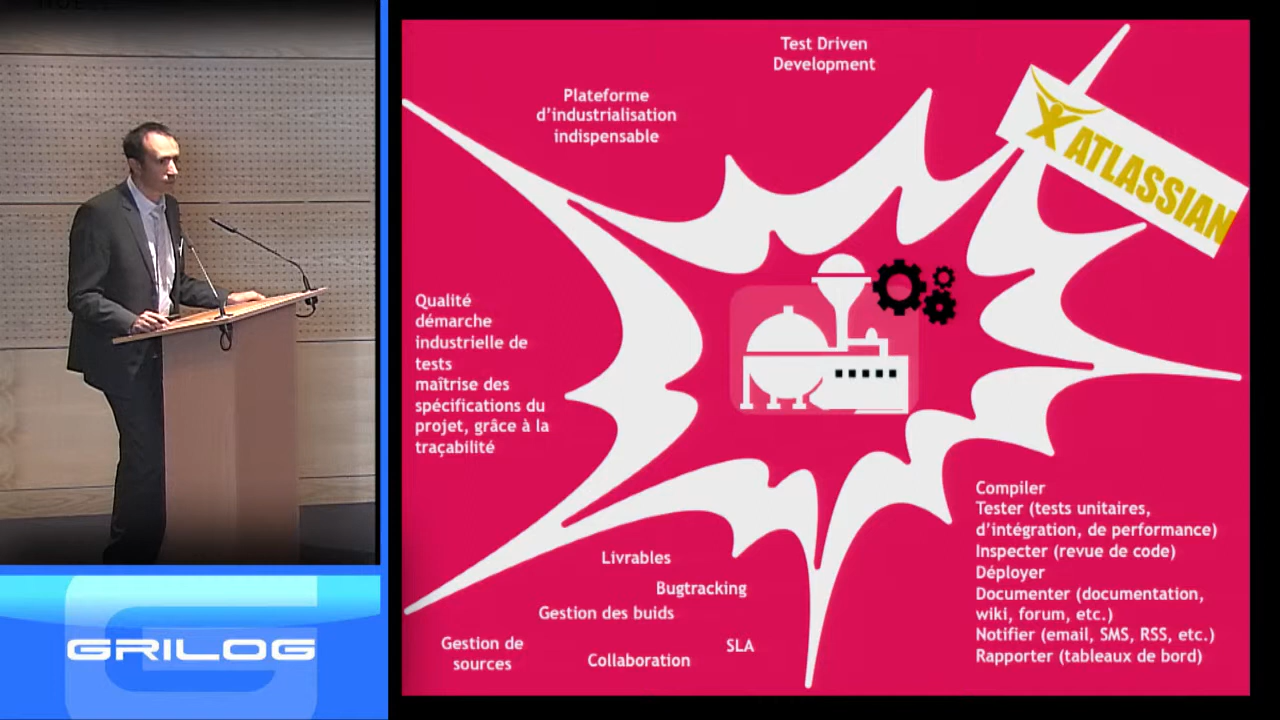 Test Driven
Development
Plateforme
d'industrialisation
indispensable
ATLASSIAN
Qualité
démarche
industrielle de
tests
maîtrise des
spécifications du
projet, grâce à la
traçabilité
Compiler
Tester (tests unitaires,
d'intégration, de performance)
Inspecter (revue de code)
Déployer
Documenter (documentation,
wiki, forum, etc.)
Notifier (email, SMS, RSS, etc.)
Rapporter (tableaux de bord)
Livrables
Bugtracking
Gestion des buids
Gestion de
sources
SLA
Collaboration
GRILOG